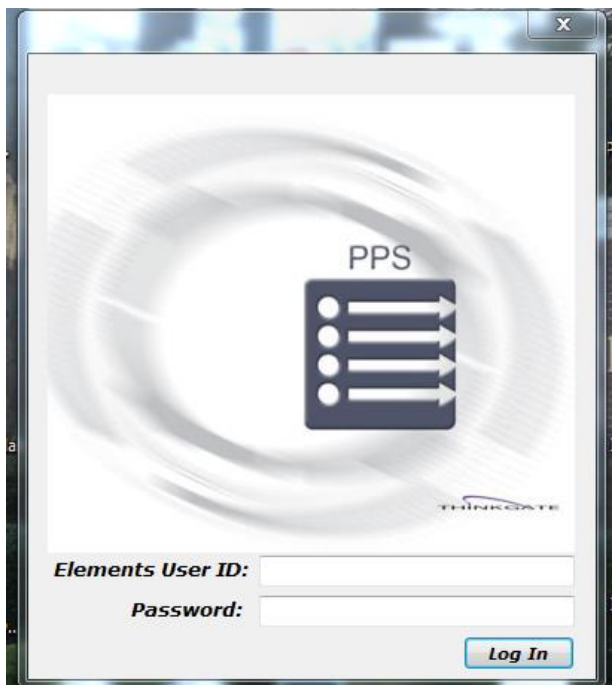 X
PPS
THINKGATE
Elements User ID:
Password:
Log In